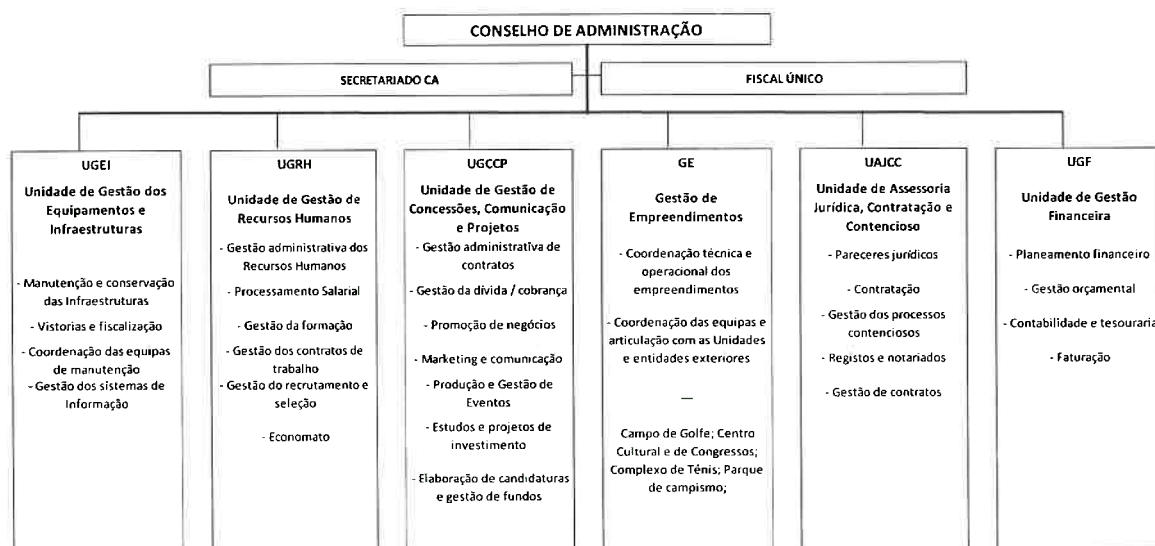 CONSELHO DE ADMINISTRAÇÃO
SECRETARIADO CA
FISCAL ÚNICO
UGEI
Unidade de Gestão dos
Equipamentos e
Infraestruturas
- Manutenção e conservação
das Infraestruturas
- Vistorias e fiscalização
- Coordenação das equipas
de manutenção
- Gestão dos sistemas de
Informação
UGRH
Unidade de Gestão de
Recursos Humanos
- Gestão administrativa dos
Recursos Humanos
- Processamento Salarial
- Gestão da formação
- Gestão dos contratos de
trabalho
- Gestão do recrutamento e
seleção
- Economato
UGCCP
Unidade de Gestão de
Concessões, Comunicação
e Projetos
- Gestão administrativa de
contratos
- Gestão da dívida / cobrança
- Promoção de negócios
- Marketing e comunicação
- Produção e Gestão de
Eventos
- Estudos e projetos de
investimento
- Elaboração de candidaturas
e gestão de fundos
GE
Gestão de
Empreendimentos
- Coordenação técnica e
operacional dos
empreendimentos
- Coordenação das equipas e
articulação com as Unidades
e entidades exteriores
—
Campo de Golfe; Centro
Cultural e de Congressos;
Complexo de Ténis; Parque
de campismo;
UAJCC
Unidade de Assessoria
Jurídica, Contratação e
Contencioso
- Pareceres jurídicos
- Contratação
- Gestão dos processos
contenciosos
- Registos e notariados
- Gestão de contratos
UGF
Unidade de Gestão
Financeira
- Planeamento financeiro
- Gestão orçamental
- Contabilidade e tesouraria
- Faturação